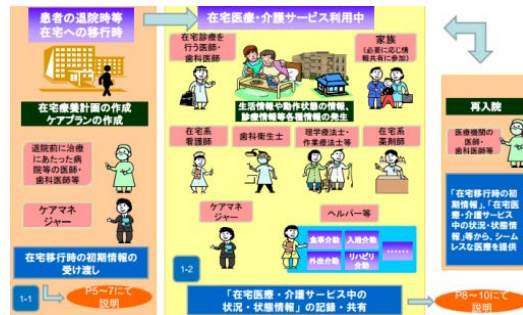 患者の退院時等
在宅への移行時
在宅療養計画の作成
ケアプランの作成
退院前に治療
にあたった病
院等の医師・
歯科医師等
ケアマネ
ジャー
在宅移行時の初期情報の
受け渡し
1-1
P5~7にて
説明
在宅医療・介護サービス利用中
在宅診療を
行う医師・
歯科医師
家族
(必要に応じ情
報共有に参加)
生活情報や動作状態の情報、
診療情報等各種情報の発生
在宅系
看護師
歯科衛生士
理学療法士・
作業療法士等
在宅系
薬剤師
ケアマネ
ジャー
ヘルパー等
食事介助
入浴介助
外出介助
リハビリ
介助
……
1-2
「在宅医療・介護サービス中の
状況・状態情報」の記録・共有
再入院
医療機関の
医師・
歯科医師等
「在宅移行時の初
期情報」、「在宅医
療・介護サービス
中の状況・状態情
報」等から、シーム
レスな医療を提供
P8~10にて
説明